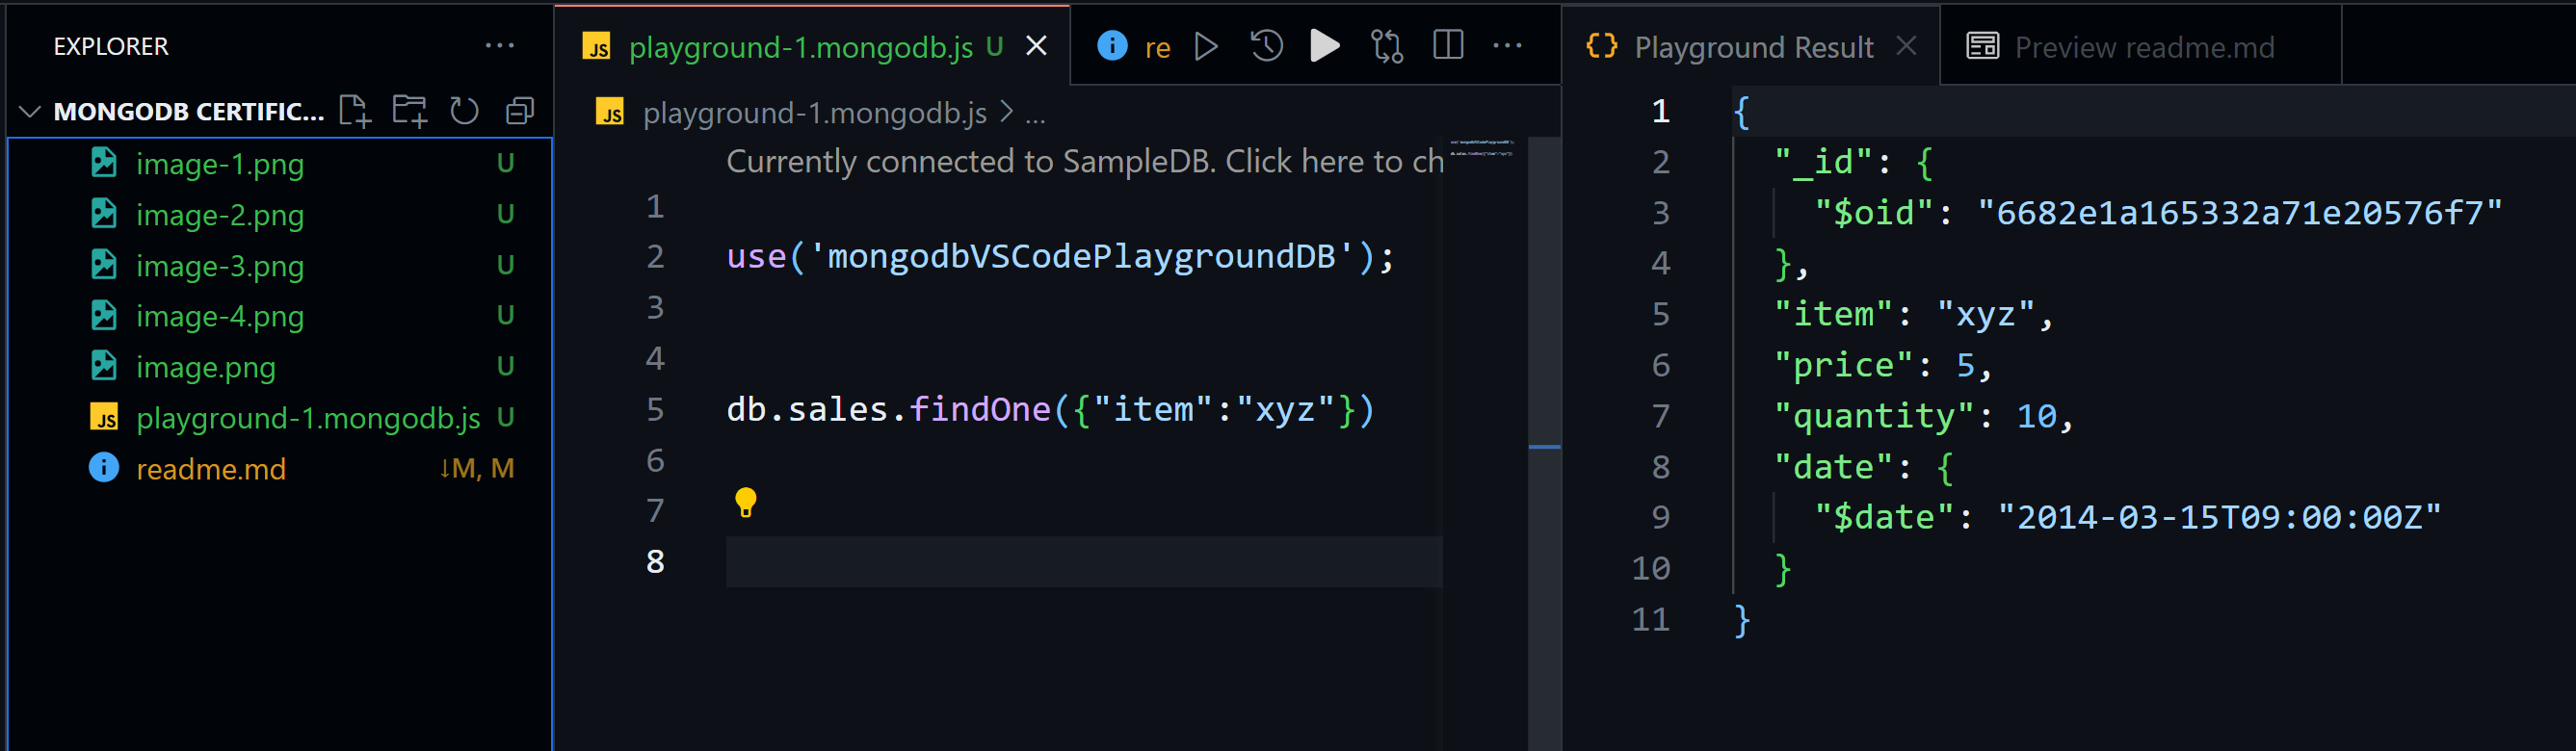 EXPLORER
MONGODB CERTIFIC...
image-1.png U
image-2.png U
image-3.png U
image-4.png U
image.png U
playground-1.mongodb.js U
readme.md ↓M, M
playground-1.mongodb.js U
re
playground-1.mongodb.js > ...
Currently connected to SampleDB. Click here to ch
1
2 use('mongodbVSCodePlaygroundDB');
3
4
5 db.sales.findOne({"item":"xyz"})
6
7
8
Playground Result
Preview readme.md
1 {
2 "_id": {
3 "$oid": "6682e1a165332a71e20576f7"
4 },
5 "item": "xyz",
6 "price": 5,
7 "quantity": 10,
8 "date": {
9 "$date": "2014-03-15T09:00:00Z"
10 }
11 }